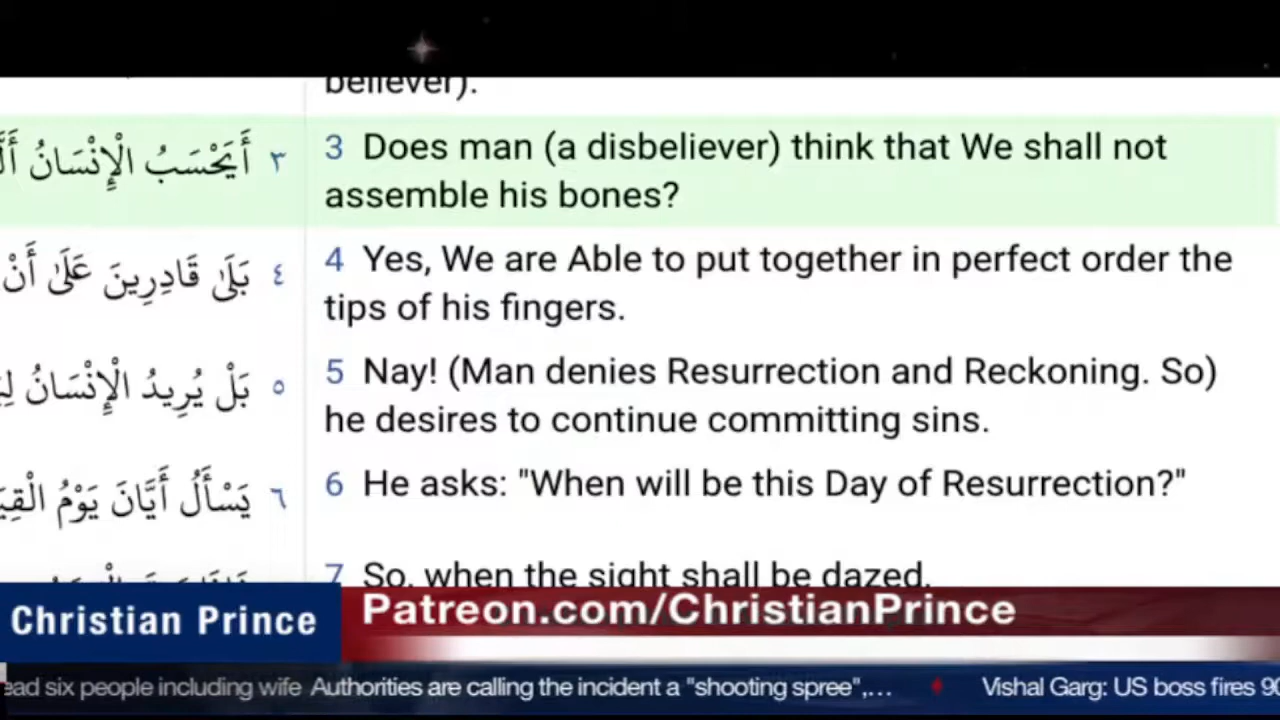 believer).
أَيَحْسَبُ الْإِنْسَانُ ٣
3 Does man (a disbeliever) think that We shall not
assemble his bones?
بَلَىٰ قَادِرِينَ عَلَىٰ أَنْ ٤
4 Yes, We are Able to put together in perfect order the
tips of his fingers.
بَلْ يُرِيدُ الْإِنْسَانُ ٥
5 Nay! (Man denies Resurrection and Reckoning. So)
he desires to continue committing sins.
يَسْأَلُ أَيَّانَ يَوْمُ ٦
6 He asks: "When will be this Day of Resurrection?"
7 So, when the sight shall be dazed,
Christian Prince
Patreon.com/ChristianPrince
ead six people including wife Authorities are calling the incident a "shooting spree",... Vishal Garg: US boss fires 90